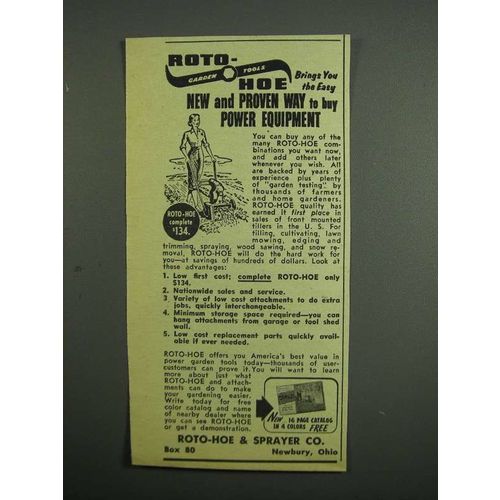 ROTO-
GARDEN TOOLS
HOE
Brings You
the Easy
NEW and PROVEN WAY to buy
POWER EQUIPMENT
You can buy any of the
many ROTO-HOE com-
binations you want now,
and add others later
whenever you wish. All
are backed by years of
experience plus plenty
of "garden testing" by
thousands of farmers
and home gardeners.
ROTO-HOE quality has
earned it first place in
sales of front mounted
tillers in the U. S. For
tilling, cultivating, lawn
mowing, edging and
trimming, spraying, wood sawing, and snow re-
moval, ROTO-HOE will do the hard work for
you—at savings of hundreds of dollars. Look at
these advantages:
ROTO-HOE
complete
$134.
1. Low first cost; complete ROTO-HOE only
$134.
2. Nationwide sales and service.
3. Variety of low cost attachments to do extra
jobs, quickly interchangeable.
4. Minimum storage space required—you can
hang attachments from garage or tool shed
wall.
5. Low cost replacement parts quickly avail-
able if ever needed.
ROTO-HOE offers you America's best value in
power garden tools today—thousands of user-
customers can prove it. You will want to learn
more about just what
ROTO-HOE and attach-
ments can do to make
your gardening easier.
Write today for free
color catalog and name
of nearby dealer where
you can see ROTO-HOE
or get a demonstration.
New 16 PAGE CATALOG
IN 4 COLORS FREE
ROTO-HOE & SPRAYER CO.
Box 80 Newbury, Ohio